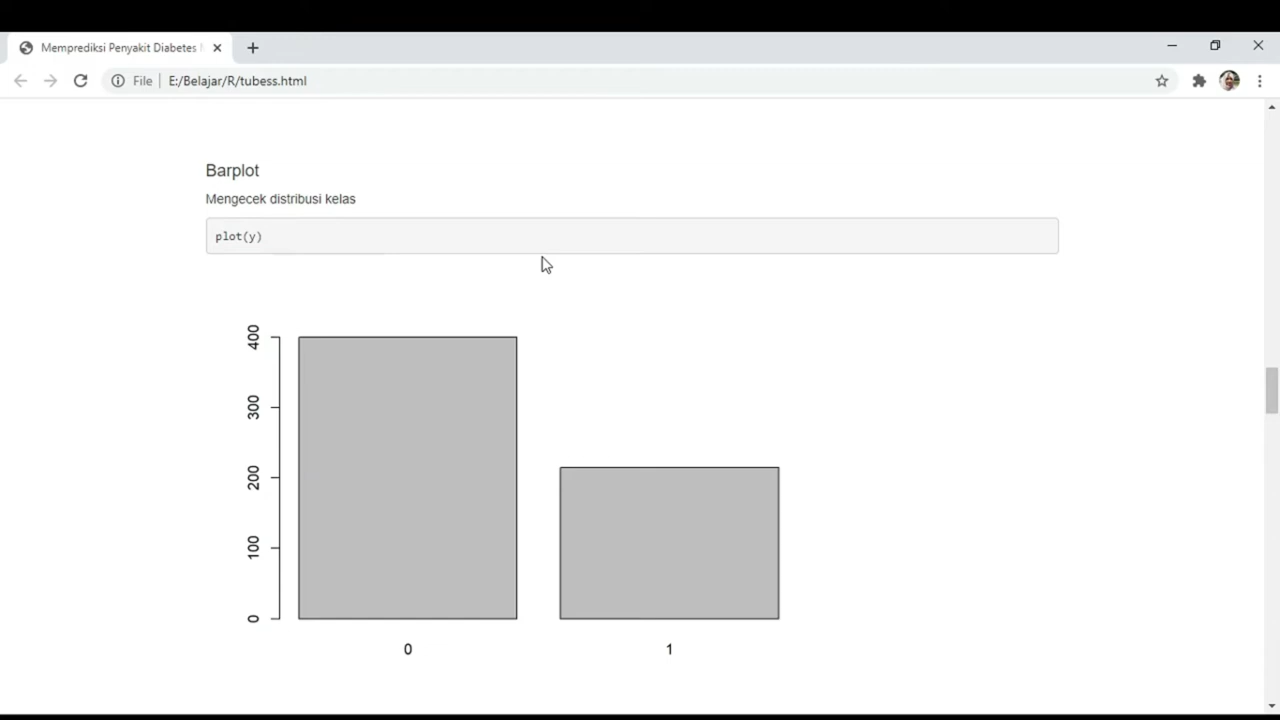 Memprediksi Penyakit Diabetes
File
E:/Belajar/R/tubess.html
Barplot
Mengecek distribusi kelas
plot(y)
400
300
200
100
0
0
1